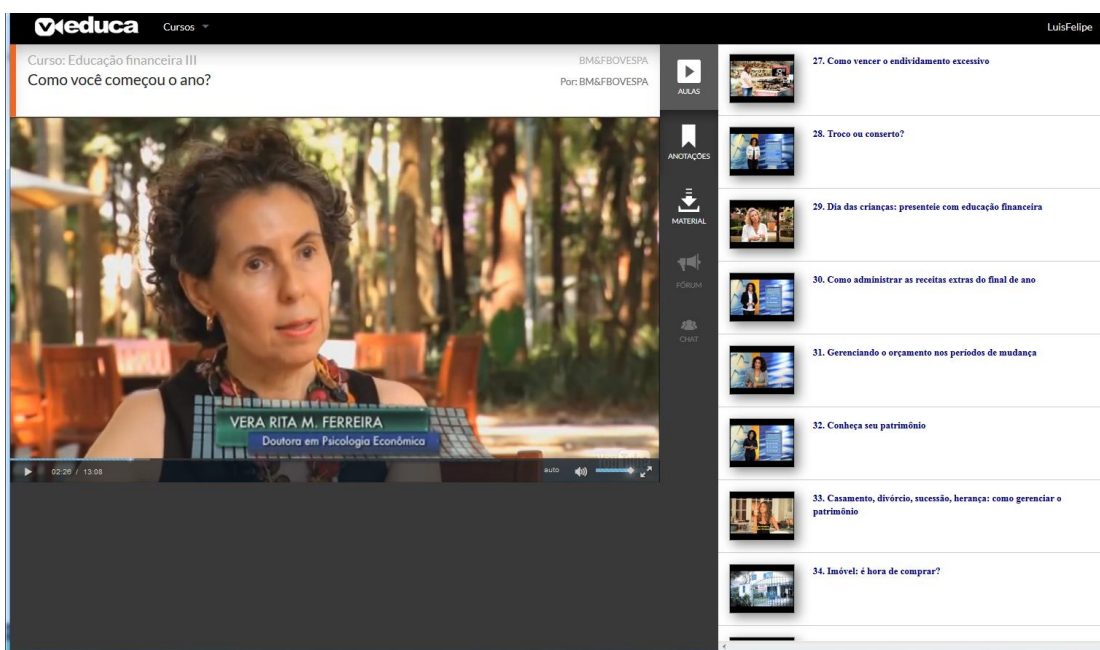 veduca
Cursos
LuisFelipe
Curso: Educação financeira III
BM&FBOVESPA
Como você começou o ano?
Por: BM&FBOVESPA
VERA RITA M. FERREIRA
Doutora em Psicologia Econômica
02:26 / 13:08
auto
AULAS
ANOTAÇÕES
MATERIAL
FÓRUM
CHAT
27. Como vencer o endividamento excessivo
28. Troco ou conserto?
29. Dia das crianças: presenteie com educação financeira
30. Como administrar as receitas extras do final de ano
31. Gerenciando o orçamento nos períodos de mudança
32. Conheça seu patrimônio
33. Casamento, divórcio, sucessão, herança: como gerenciar o
patrimônio
34. Imóvel: é hora de comprar?